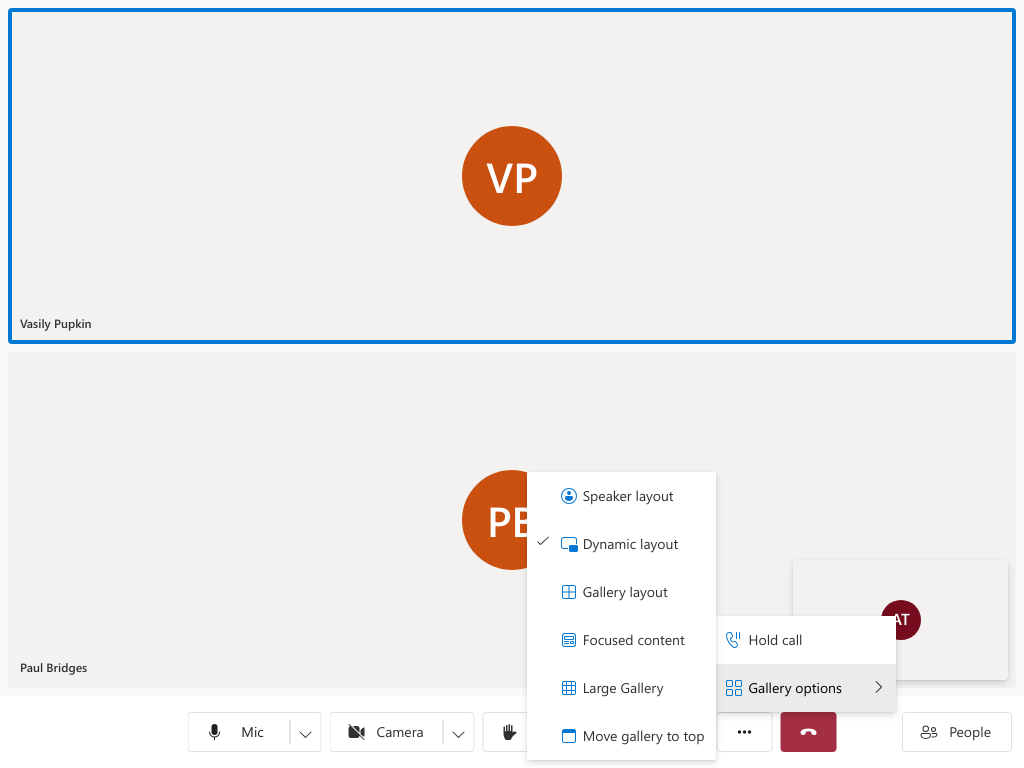 VP
Vasily Pupkin
PB
Speaker layout
Dynamic layout
Gallery layout
Focused content
Large Gallery
Move gallery to top
AT
Hold call
Gallery options
Paul Bridges
Mic
Camera
People